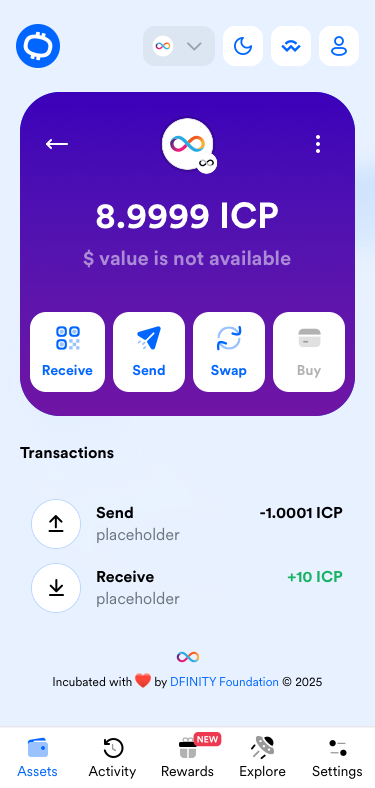 8.9999 ICP
$ value is not available
Receive Send Swap Buy
Transactions
Send -1.0001 ICP
placeholder
Receive +10 ICP
placeholder
Incubated with ❤️ by DFINITY Foundation © 2025
NEW
Assets Activity Rewards Explore Settings